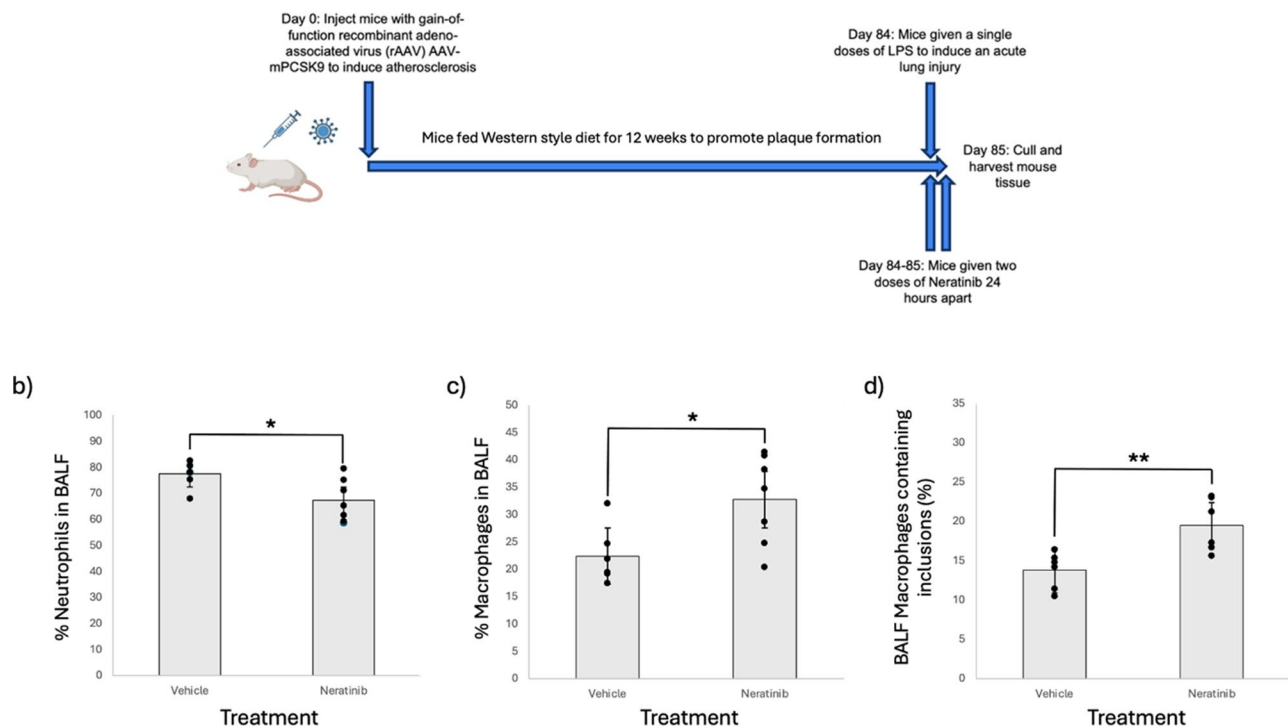 Day 0: Inject mice with gain-of-
function recombinant adeno-
associated virus (rAAV) AAV-
mPCSK9 to induce atherosclerosis
Day 84: Mice given a single
doses of LPS to induce an acute
lung injury
Mice fed Western style diet for 12 weeks to promote plaque formation
Day 85: Cull and
harvest mouse
tissue
Day 84-85: Mice given two
doses of Neratinib 24
hours apart
b)
% Neutrophils in BALF
100
90
80
70
60
50
40
30
20
10
0
*
Vehicle
Neratinib
Treatment
c)
% Macrophages in BALF
50
45
40
35
30
25
20
15
10
5
0
*
Vehicle
Neratinib
Treatment
d)
BALF Macrophages containing
inclusions (%)
35
30
25
20
15
10
5
0
**
Vehicle
Neratinib
Treatment